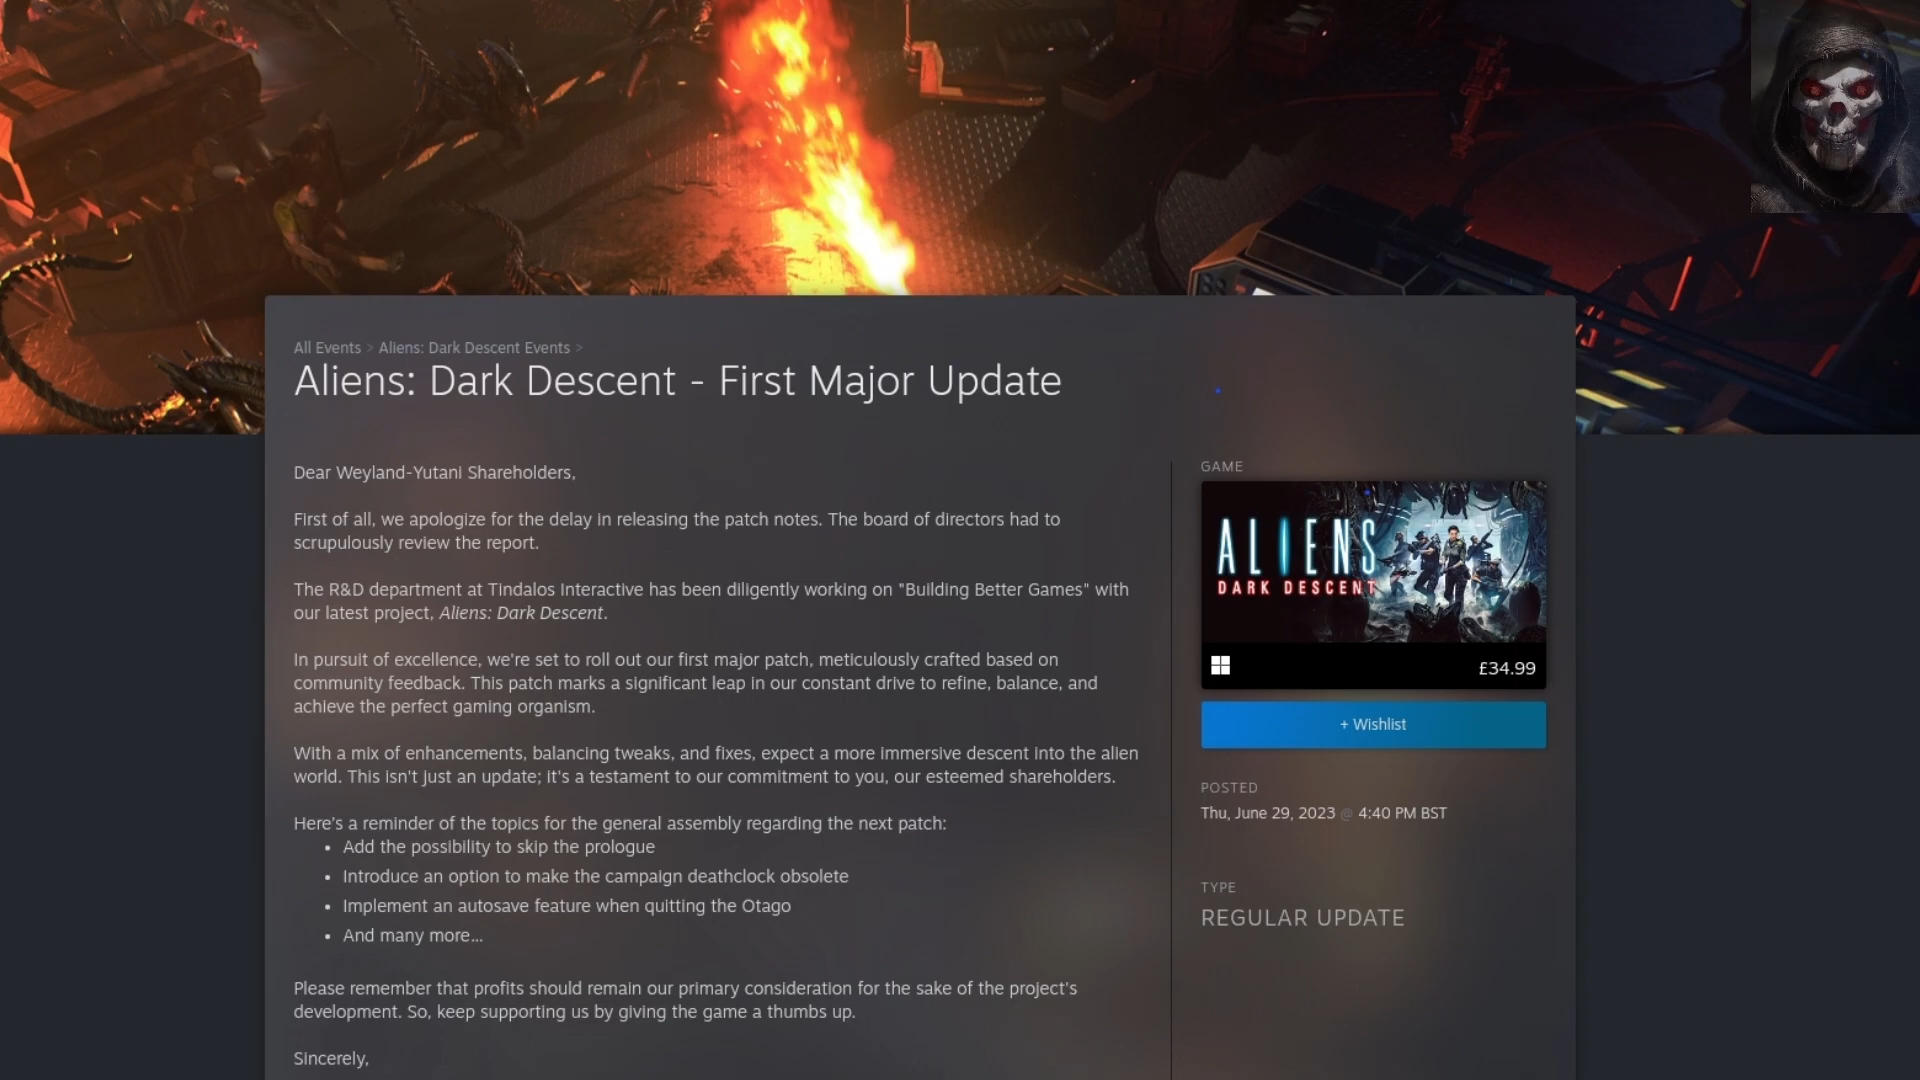 All Events > Aliens: Dark Descent Events >
Aliens: Dark Descent - First Major Update
Dear Weyland-Yutani Shareholders,
First of all, we apologize for the delay in releasing the patch notes. The board of directors had to
scrupulously review the report.
The R&D department at Tindalos Interactive has been diligently working on "Building Better Games" with
our latest project, Aliens: Dark Descent.
In pursuit of excellence, we're set to roll out our first major patch, meticulously crafted based on
community feedback. This patch marks a significant leap in our constant drive to refine, balance, and
achieve the perfect gaming organism.
With a mix of enhancements, balancing tweaks, and fixes, expect a more immersive descent into the alien
world. This isn't just an update; it's a testament to our commitment to you, our esteemed shareholders.
Here's a reminder of the topics for the general assembly regarding the next patch:
• Add the possibility to skip the prologue
• Introduce an option to make the campaign deathclock obsolete
• Implement an autosave feature when quitting the Otago
• And many more...
Please remember that profits should remain our primary consideration for the sake of the project's
development. So, keep supporting us by giving the game a thumbs up.
Sincerely,
GAME
ALIENS
DARK DESCENT
£34.99
+ Wishlist
POSTED
Thu, June 29, 2023 @ 4:40 PM BST
TYPE
REGULAR UPDATE